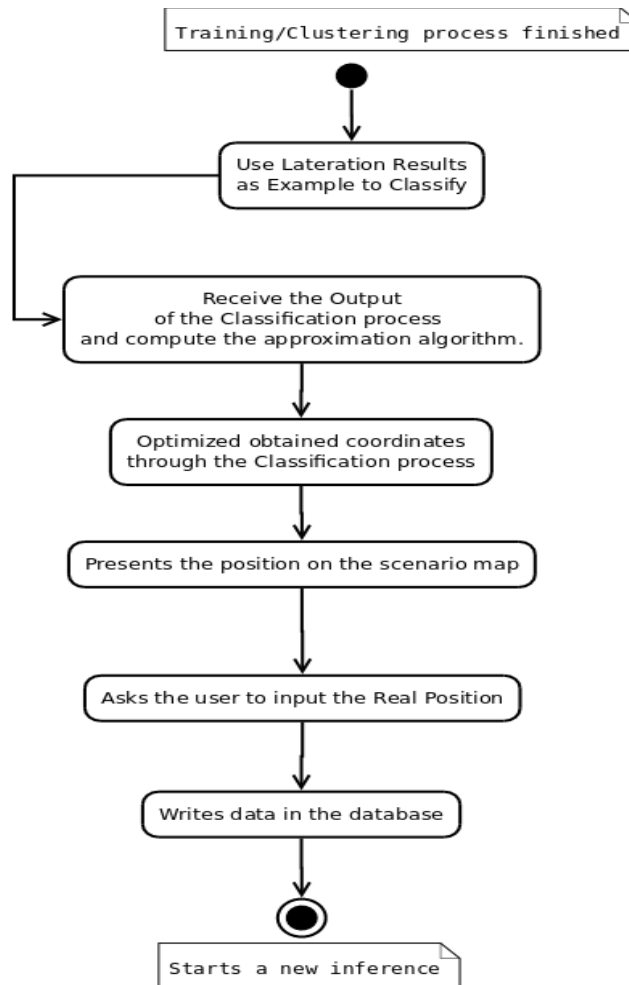 Training/Clustering process finished
Use Lateration Results
as Example to Classify
Receive the Output
of the Classification process
and compute the approximation algorithm.
Optimized obtained coordinates
through the Classification process
Presents the position on the scenario map
Asks the user to input the Real Position
Writes data in the database
Starts a new inference